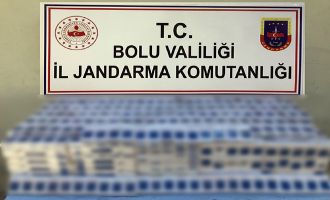 T.C.
BOLU VALİLİĞİ
İL JANDARMA KOMUTANLIĞI